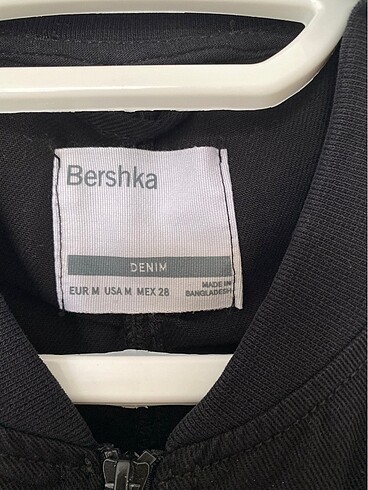 Bershka
DENIM
EUR M USA M MEX 28
MADE IN
BANGLADESH